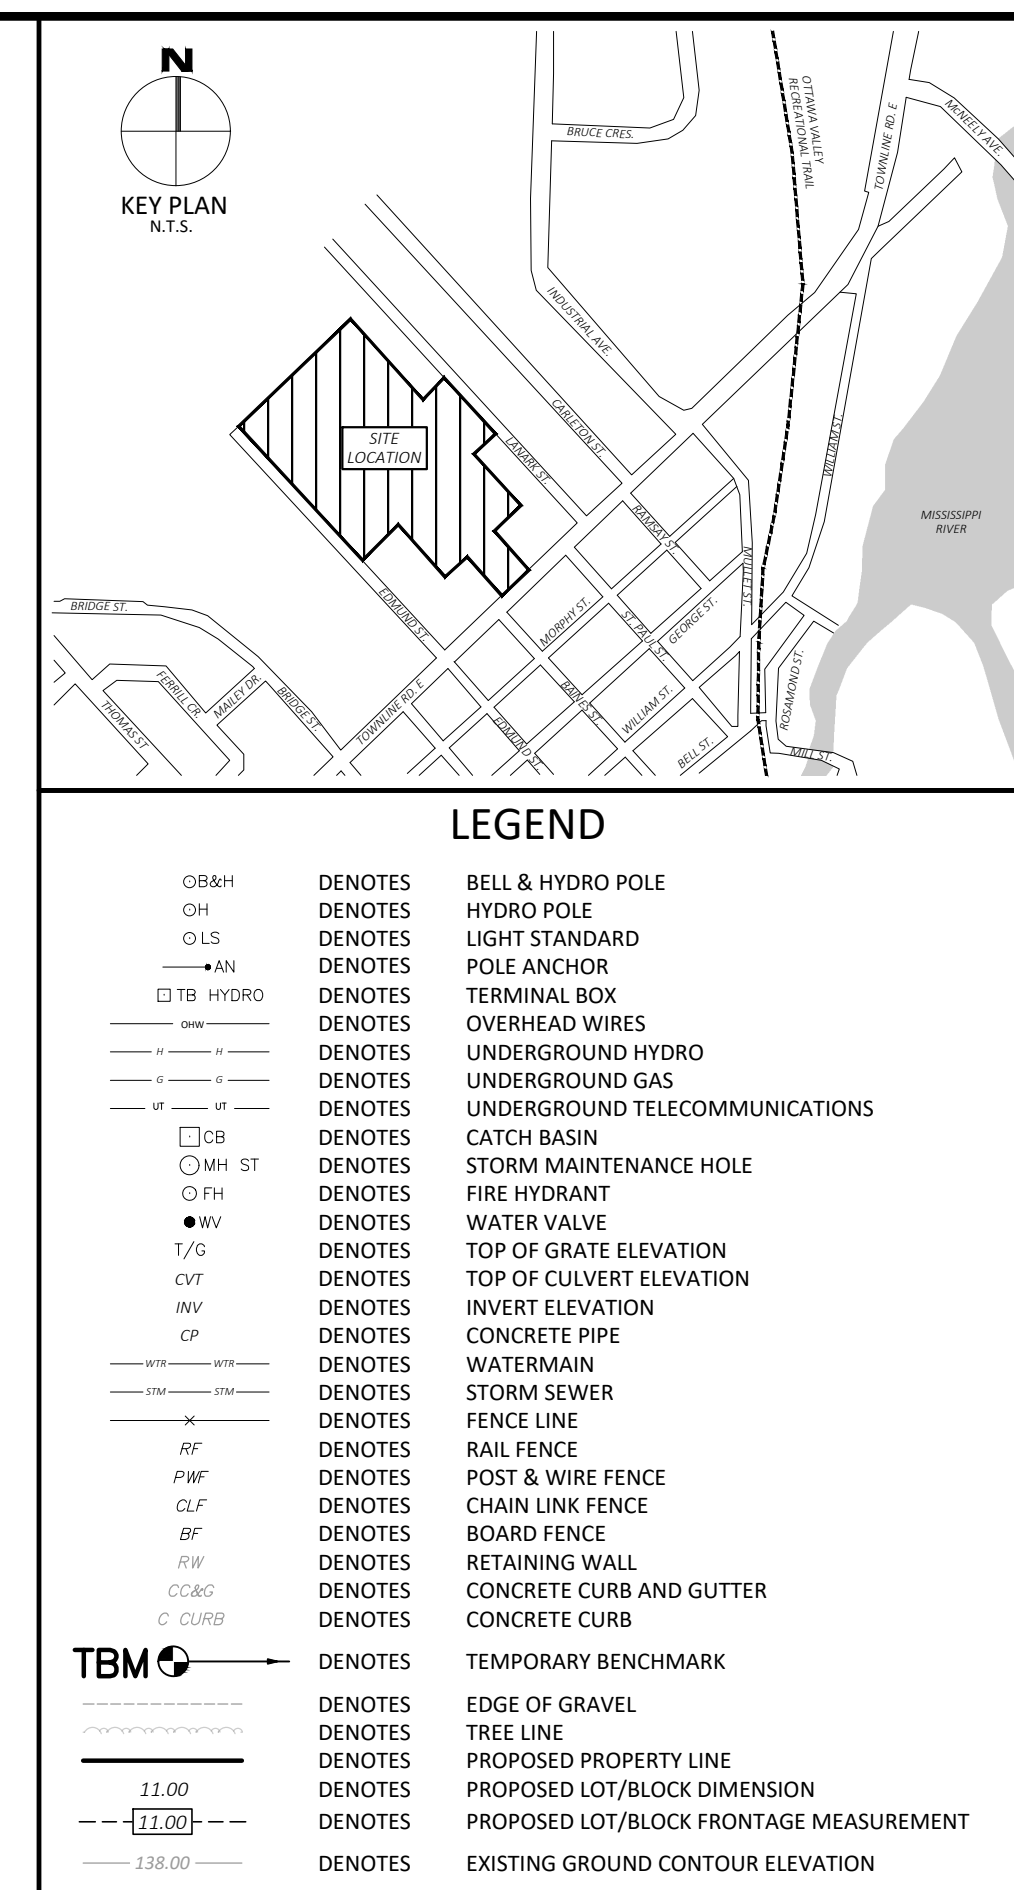 N
KEY PLAN
N.T.S.
BRUCE CRES.
OTTAWA VALLEY
RECREATIONAL TRAIL
TOWNLINE RD. E
McNEELY AVE.
INDUSTRIAL AVE.
CARLETON ST.
LANARK ST.
SITE
LOCATION
WILLIAM ST.
RAMSAY ST.
MISSISSIPPI
RIVER
MULLET ST.
EDMUND ST.
BRIDGE ST.
MORPHY ST.
ST. PAUL ST.
GEORGE ST.
FERRILL CR.
MAILEY DR.
BRIDGE ST.
THOMAS ST
TOWNLINE RD. E
BAINES ST.
EDMUND ST.
WILLIAM ST.
BELL ST.
ROSAMOND ST.
MILL ST.
LEGEND
B&H DENOTES BELL & HYDRO POLE
H DENOTES HYDRO POLE
LS DENOTES LIGHT STANDARD
AN DENOTES POLE ANCHOR
TB HYDRO DENOTES TERMINAL BOX
OHW DENOTES OVERHEAD WIRES
H H DENOTES UNDERGROUND HYDRO
G G DENOTES UNDERGROUND GAS
UT UT DENOTES UNDERGROUND TELECOMMUNICATIONS
CB DENOTES CATCH BASIN
MH ST DENOTES STORM MAINTENANCE HOLE
FH DENOTES FIRE HYDRANT
WV DENOTES WATER VALVE
T/G DENOTES TOP OF GRATE ELEVATION
CVT DENOTES TOP OF CULVERT ELEVATION
INV DENOTES INVERT ELEVATION
CP DENOTES CONCRETE PIPE
WTR WTR DENOTES WATERMAIN
STM STM DENOTES STORM SEWER
DENOTES FENCE LINE
RF DENOTES RAIL FENCE
PWF DENOTES POST & WIRE FENCE
CLF DENOTES CHAIN LINK FENCE
BF DENOTES BOARD FENCE
RW DENOTES RETAINING WALL
CC&G DENOTES CONCRETE CURB AND GUTTER
C CURB DENOTES CONCRETE CURB
TBM DENOTES TEMPORARY BENCHMARK
DENOTES EDGE OF GRAVEL
DENOTES TREE LINE
DENOTES PROPOSED PROPERTY LINE
11.00 DENOTES PROPOSED LOT/BLOCK DIMENSION
11.00 DENOTES PROPOSED LOT/BLOCK FRONTAGE MEASUREMENT
138.00 DENOTES EXISTING GROUND CONTOUR ELEVATION